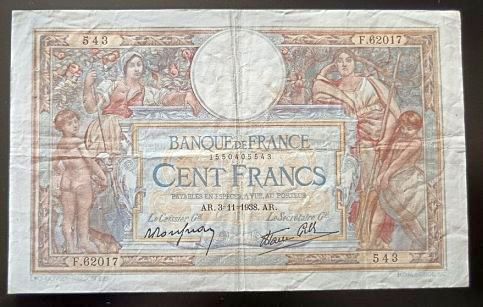 543 F.62017
BANQUE DE FRANCE
1550405543
CENT FRANCS
PAYABLES EN ESPÈCES, A VUE, AU PORTEUR
AR. 3-11-1938. AR.
Le Caissier Gᵃˡ Le Secrétaire Gᵃˡ
F.62017 543